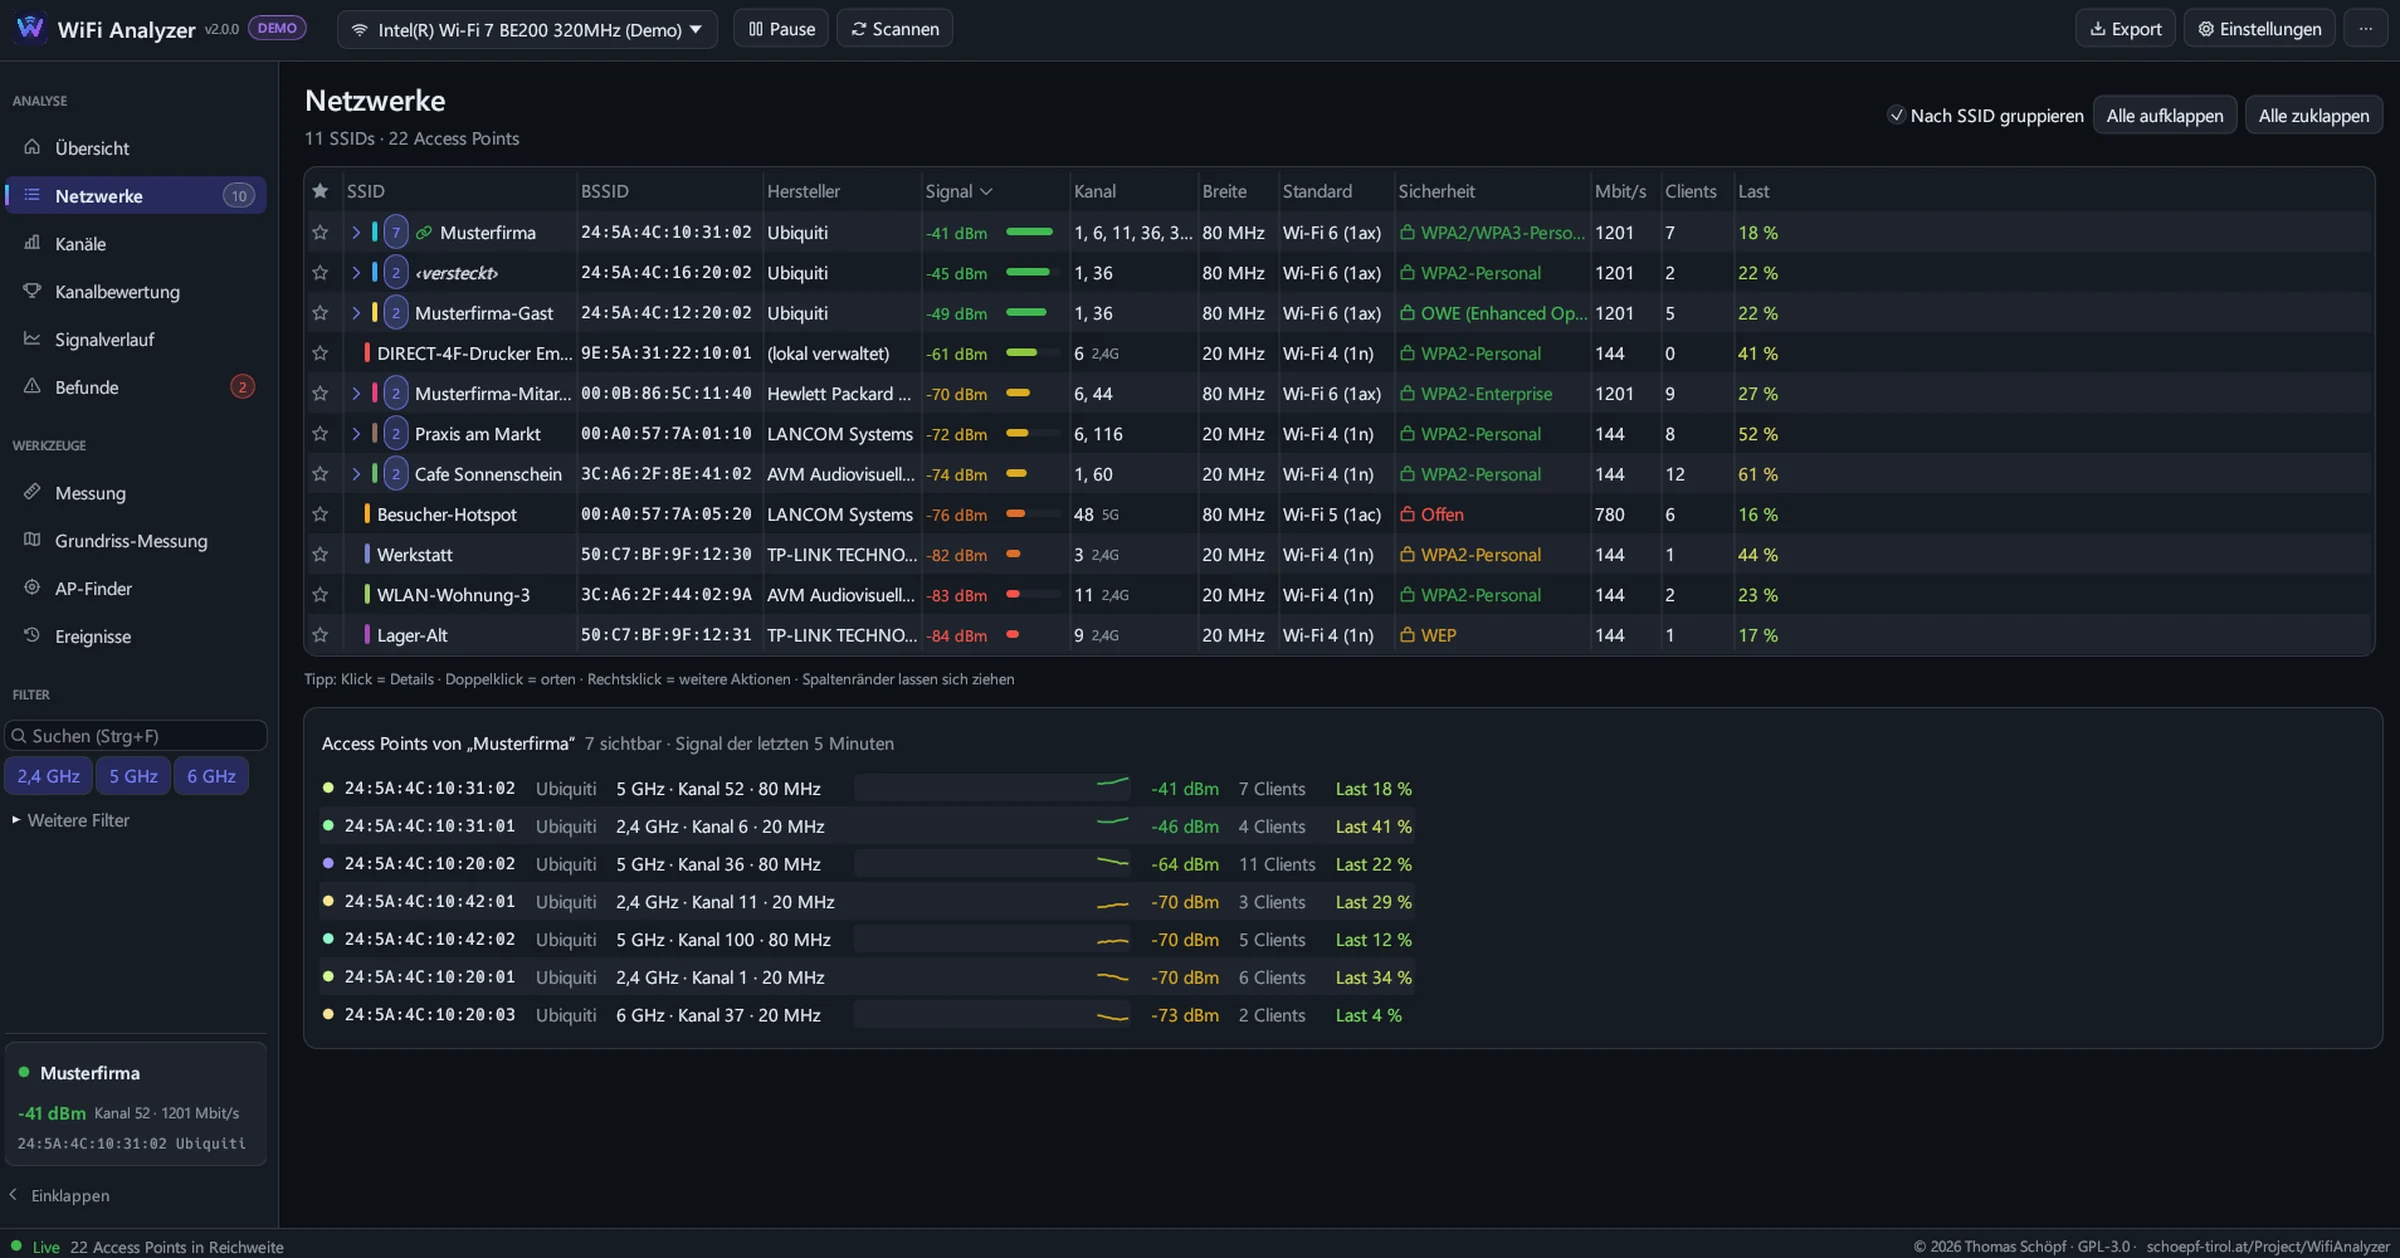 WiFi Analyzer v2.0.0 DEMO Intel(R) Wi-Fi 7 BE200 320MHz (Demo) Pause Scannen Export Einstellungen ...
ANALYSE
Übersicht
Netzwerke 10
Kanäle
Kanalbewertung
Signalverlauf
Befunde 2
WERKZEUGE
Messung
Grundriss-Messung
AP-Finder
Ereignisse
FILTER
Suchen (Strg+F)
2,4 GHz 5 GHz 6 GHz
Weitere Filter
Musterfirma
-41 dBm Kanal 52 · 1201 Mbit/s
24:5A:4C:10:31:02 Ubiquiti
Einklappen
Netzwerke
11 SSIDs · 22 Access Points
Nach SSID gruppieren Alle aufklappen Alle zuklappen
SSID BSSID Hersteller Signal Kanal Breite Standard Sicherheit Mbit/s Clients Last
7 Musterfirma 24:5A:4C:10:31:02 Ubiquiti -41 dBm 1, 6, 11, 36, 3... 80 MHz Wi-Fi 6 (1ax) WPA2/WPA3-Perso... 1201 7 18 %
2 ‹versteckt› 24:5A:4C:16:20:02 Ubiquiti -45 dBm 1, 36 80 MHz Wi-Fi 6 (1ax) WPA2-Personal 1201 2 22 %
2 Musterfirma-Gast 24:5A:4C:12:20:02 Ubiquiti -49 dBm 1, 36 80 MHz Wi-Fi 6 (1ax) OWE (Enhanced Op... 1201 5 22 %
DIRECT-4F-Drucker Em... 9E:5A:31:22:10:01 (lokal verwaltet) -61 dBm 6 2,4G 20 MHz Wi-Fi 4 (1n) WPA2-Personal 144 0 41 %
2 Musterfirma-Mitar... 00:0B:86:5C:11:40 Hewlett Packard ... -70 dBm 6, 44 80 MHz Wi-Fi 6 (1ax) WPA2-Enterprise 1201 9 27 %
2 Praxis am Markt 00:A0:57:7A:01:10 LANCOM Systems -72 dBm 6, 116 20 MHz Wi-Fi 4 (1n) WPA2-Personal 144 8 52 %
2 Cafe Sonnenschein 3C:A6:2F:8E:41:02 AVM Audiovisuell... -74 dBm 1, 60 20 MHz Wi-Fi 4 (1n) WPA2-Personal 144 12 61 %
Besucher-Hotspot 00:A0:57:7A:05:20 LANCOM Systems -76 dBm 48 5G 80 MHz Wi-Fi 5 (1ac) Offen 780 6 16 %
Werkstatt 50:C7:BF:9F:12:30 TP-LINK TECHNO... -82 dBm 3 2,4G 20 MHz Wi-Fi 4 (1n) WPA2-Personal 144 1 44 %
WLAN-Wohnung-3 3C:A6:2F:44:02:9A AVM Audiovisuell... -83 dBm 11 2,4G 20 MHz Wi-Fi 4 (1n) WPA2-Personal 144 2 23 %
Lager-Alt 50:C7:BF:9F:12:31 TP-LINK TECHNO... -84 dBm 9 2,4G 20 MHz Wi-Fi 4 (1n) WEP 144 1 17 %
Tipp: Klick = Details · Doppelklick = orten · Rechtsklick = weitere Aktionen · Spaltenränder lassen sich ziehen
Access Points von „Musterfirma“ 7 sichtbar · Signal der letzten 5 Minuten
24:5A:4C:10:31:02 Ubiquiti 5 GHz · Kanal 52 · 80 MHz -41 dBm 7 Clients Last 18 %
24:5A:4C:10:31:01 Ubiquiti 2,4 GHz · Kanal 6 · 20 MHz -46 dBm 4 Clients Last 41 %
24:5A:4C:10:20:02 Ubiquiti 5 GHz · Kanal 36 · 80 MHz -64 dBm 11 Clients Last 22 %
24:5A:4C:10:42:01 Ubiquiti 2,4 GHz · Kanal 11 · 20 MHz -70 dBm 3 Clients Last 29 %
24:5A:4C:10:42:02 Ubiquiti 5 GHz · Kanal 100 · 80 MHz -70 dBm 5 Clients Last 12 %
24:5A:4C:10:20:01 Ubiquiti 2,4 GHz · Kanal 1 · 20 MHz -70 dBm 6 Clients Last 34 %
24:5A:4C:10:20:03 Ubiquiti 6 GHz · Kanal 37 · 20 MHz -73 dBm 2 Clients Last 4 %
Live 22 Access Points in Reichweite © 2026 Thomas Schöpf · GPL-3.0 · schoepf-tirol.at/Project/WifiAnalyzer